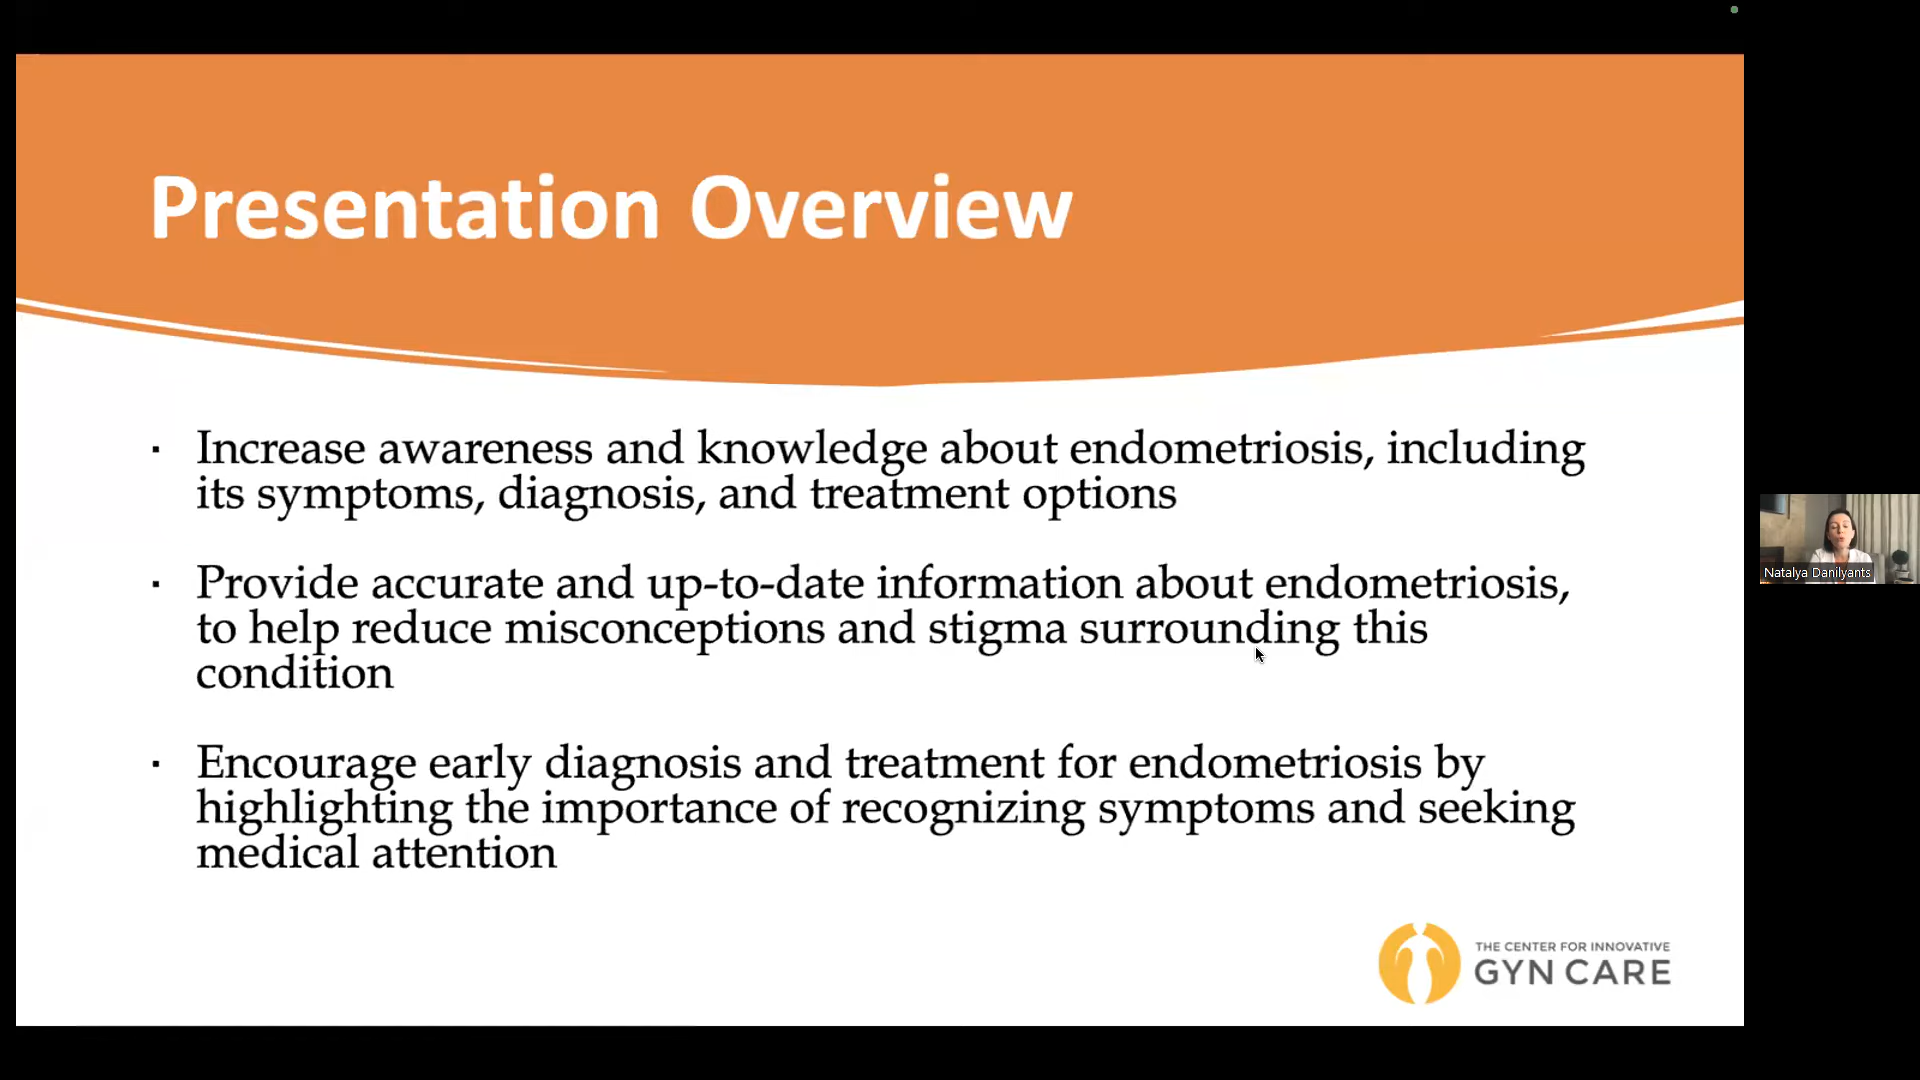 Presentation Overview
· Increase awareness and knowledge about endometriosis, including
its symptoms, diagnosis, and treatment options
· Provide accurate and up-to-date information about endometriosis,
to help reduce misconceptions and stigma surrounding this
condition
· Encourage early diagnosis and treatment for endometriosis by
highlighting the importance of recognizing symptoms and seeking
medical attention
THE CENTER FOR INNOVATIVE
GYN CARE
Natalya Danilyants